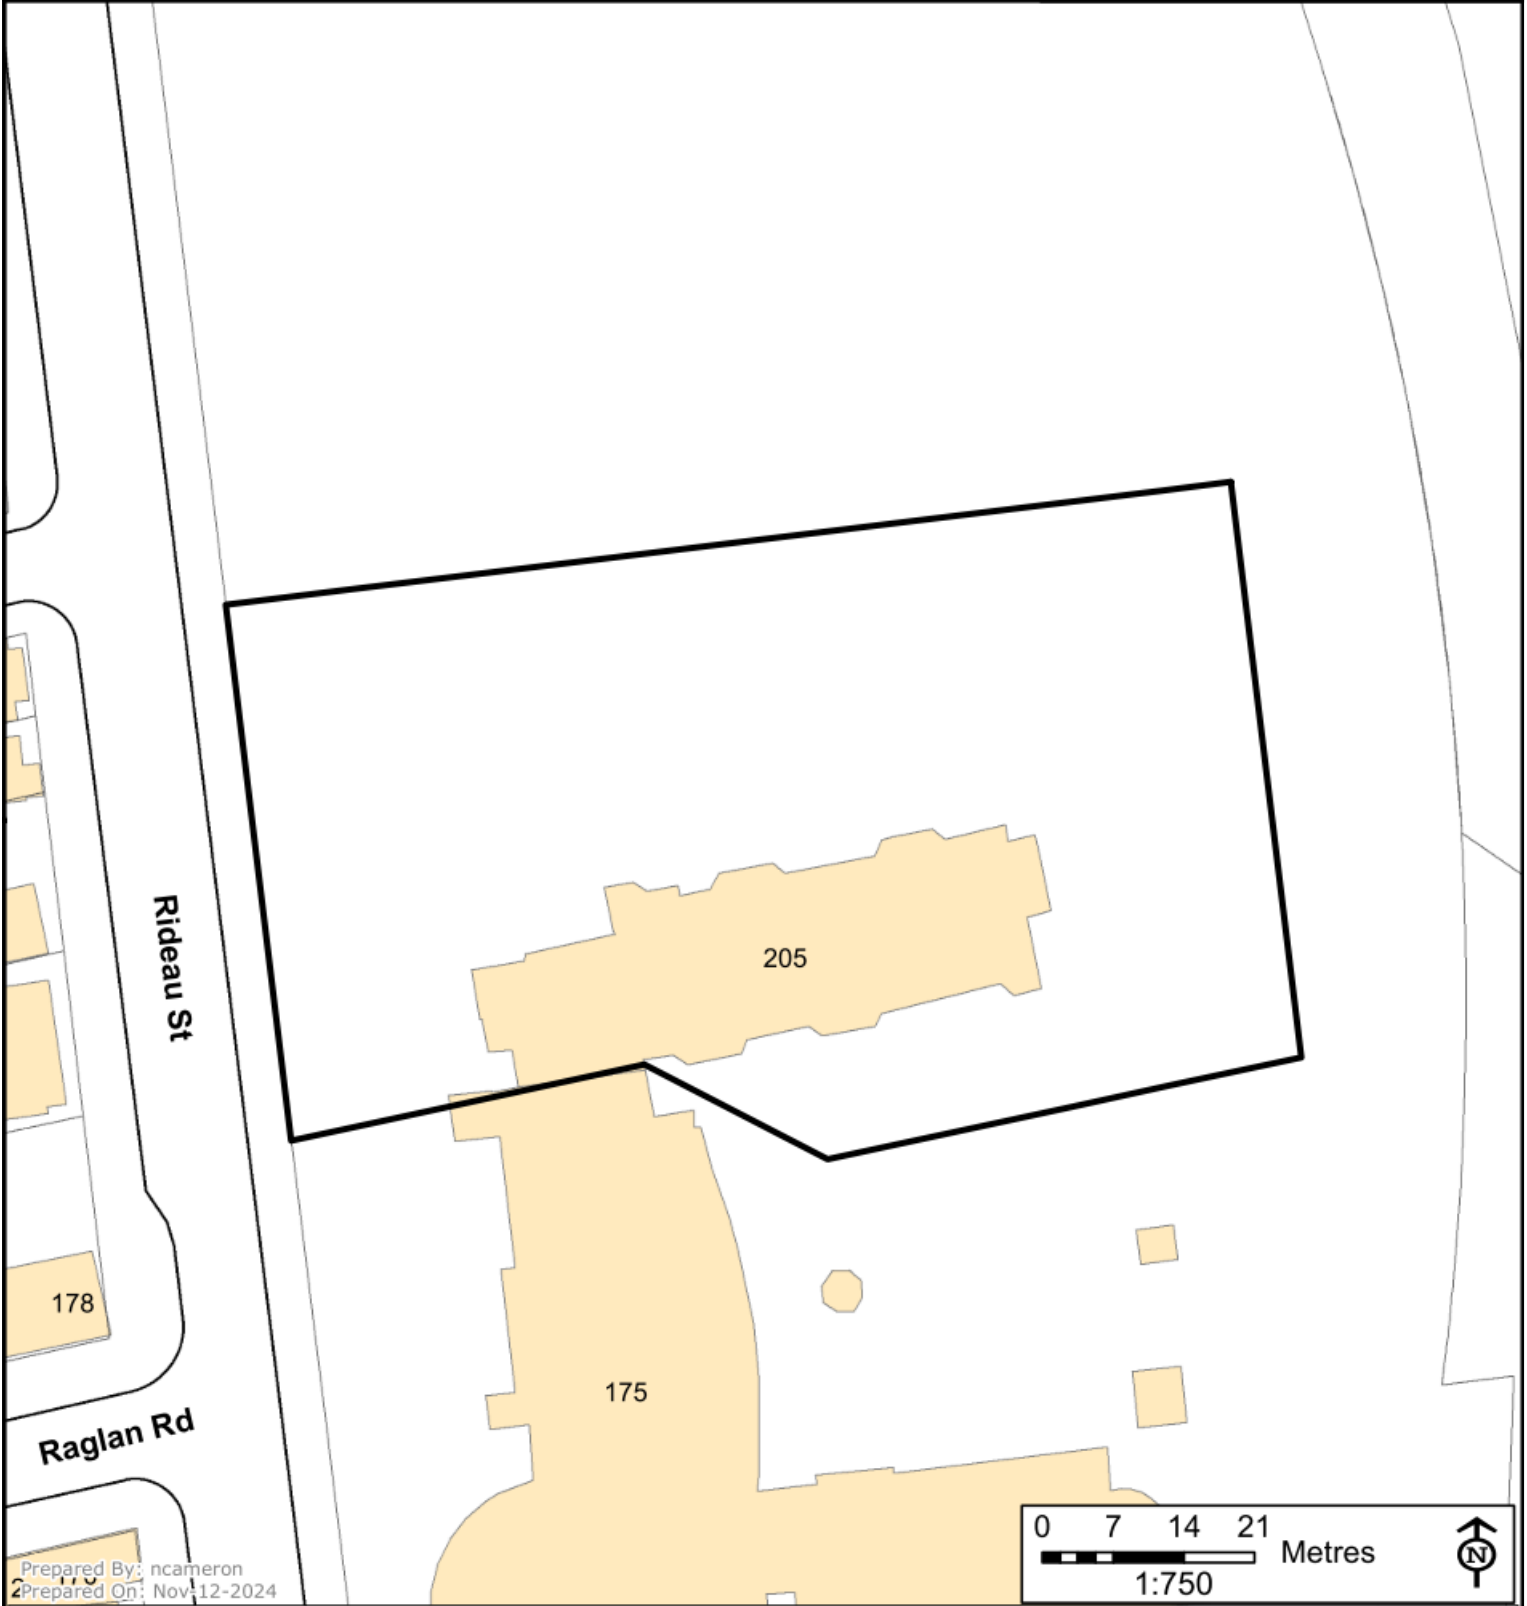 205
Rideau St
178
175
Raglan Rd
0 7 14 21
Metres
1:750
N
Prepared By: ncameron
Prepared On: Nov-12-2024